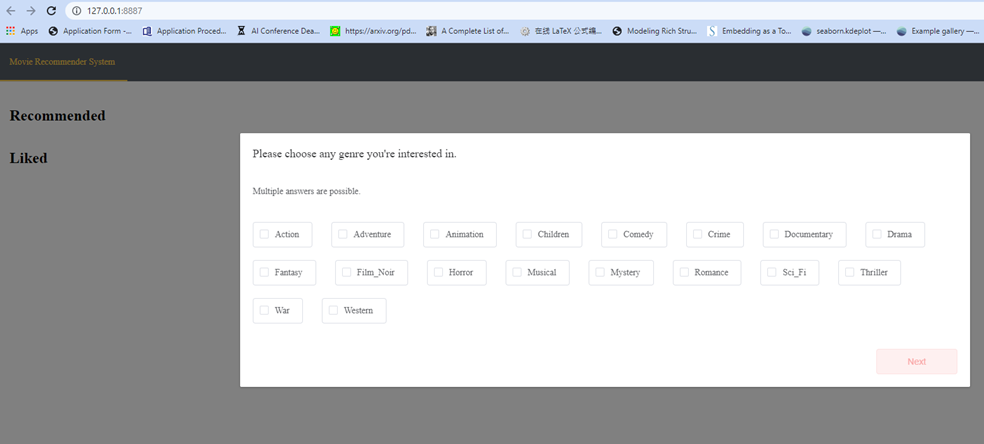 127.0.0.1:8887
Apps Application Form -... Application Proced... AI Conference Dea... https://arxiv.org/pd... A Complete List of... 在线 LaTeX 公式编... Modeling Rich Stru... Embedding as a To... seaborn.kdeplot —... Example gallery —...
Movie Recommender System
Recommended
Liked
Please choose any genre you're interested in.
Multiple answers are possible.
Action Adventure Animation Children Comedy Crime Documentary Drama
Fantasy Film_Noir Horror Musical Mystery Romance Sci_Fi Thriller
War Western
Next